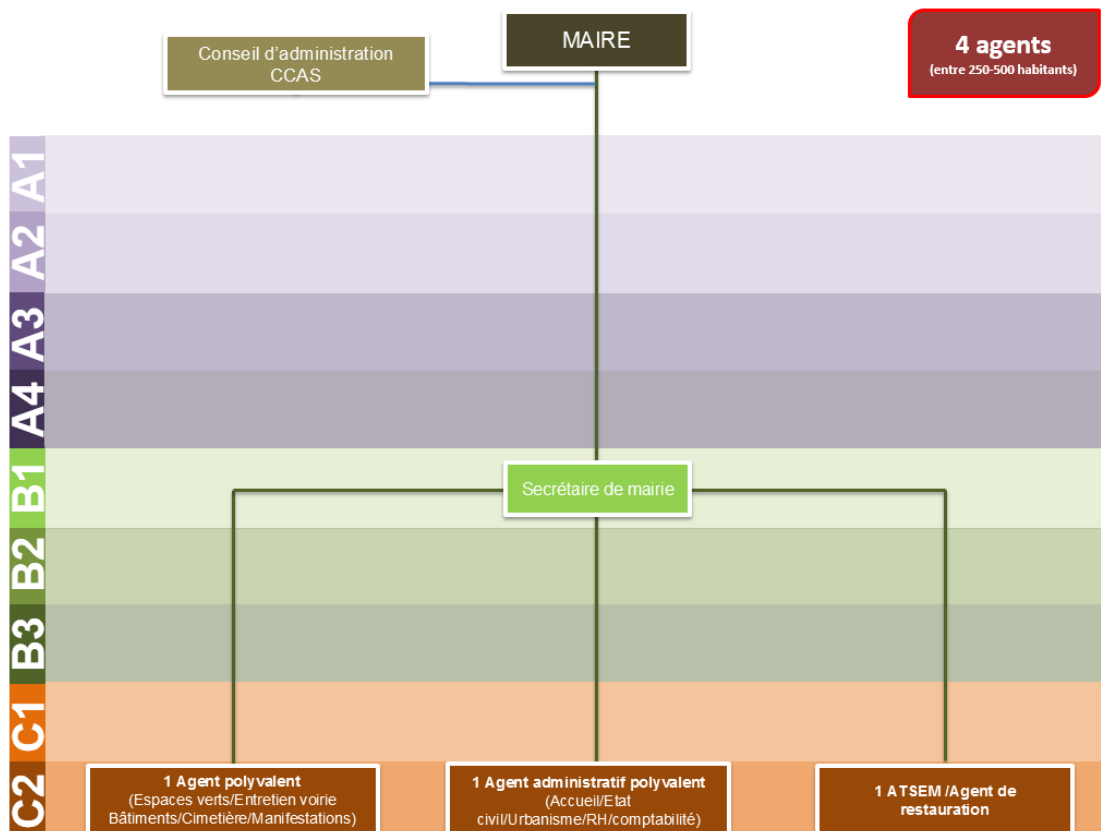 Conseil d’administration
CCAS
MAIRE
4 agents
(entre 250-500 habitants)
A1
A2
A3
A4
B1
Secrétaire de mairie
B2
B3
C1
C2
1 Agent polyvalent
(Espaces verts/Entretien voirie
Bâtiments/Cimetière/Manifestations)
1 Agent administratif polyvalent
(Accueil/Etat
civil/Urbanisme/RH/comptabilité)
1 ATSEM /Agent de
restauration